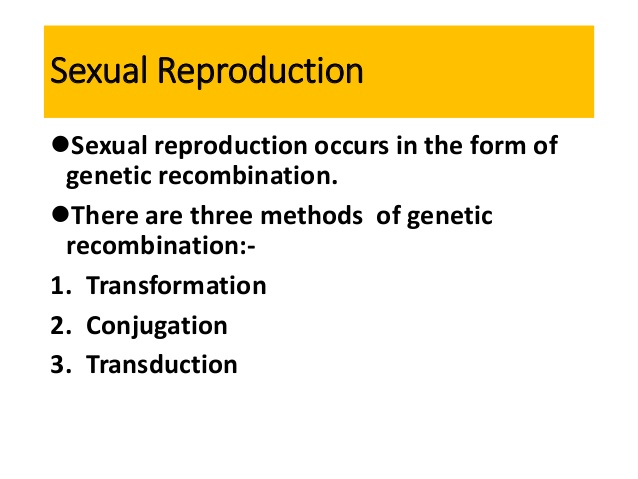 Sexual Reproduction
●Sexual reproduction occurs in the form of
genetic recombination.
●There are three methods of genetic
recombination:-
1. Transformation
2. Conjugation
3. Transduction